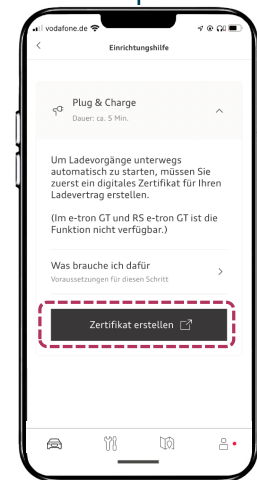 vodafone.de
Einrichtungshilfe
Plug & Charge
Dauer: ca. 5 Min.
Um Ladevorgänge unterwegs
automatisch zu starten, müssen Sie
zuerst ein digitales Zertifikat für Ihren
Ladevertrag erstellen.
(Im e-tron GT und RS e-tron GT ist die
Funktion nicht verfügbar.)
Was brauche ich dafür
Voraussetzungen für diesen Schritt
Zertifikat erstellen